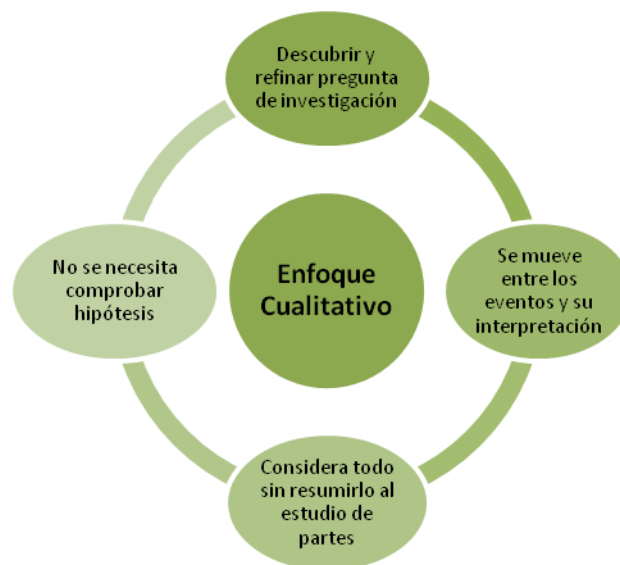 Descubrir y
refinar pregunta
de investigación
Enfoque
Cualitativo
Se mueve
entre los
eventos y su
interpretación
Considera todo
sin resumirlo al
estudio de
partes
No se necesita
comprobar
hipótesis